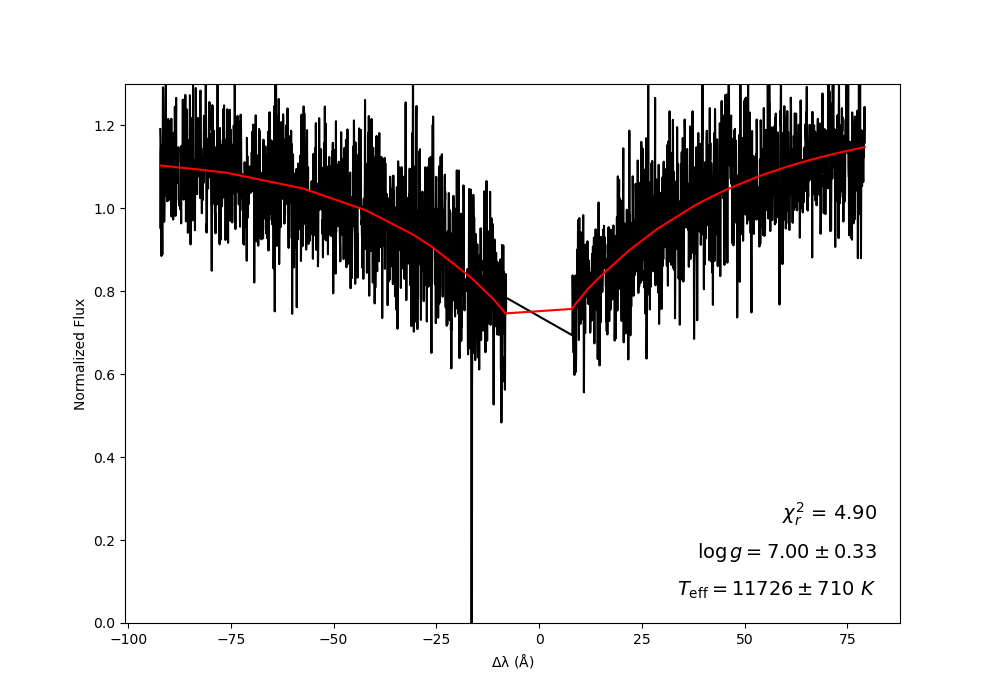 1.2
1.0
0.8
0.6
0.4
0.2
0.0
Normalized Flux
χ²ᵣ = 4.90
log g = 7.00 ± 0.33
T_eff = 11726 ± 710 K
−100 −75 −50 −25 0 25 50 75
Δλ (Å)